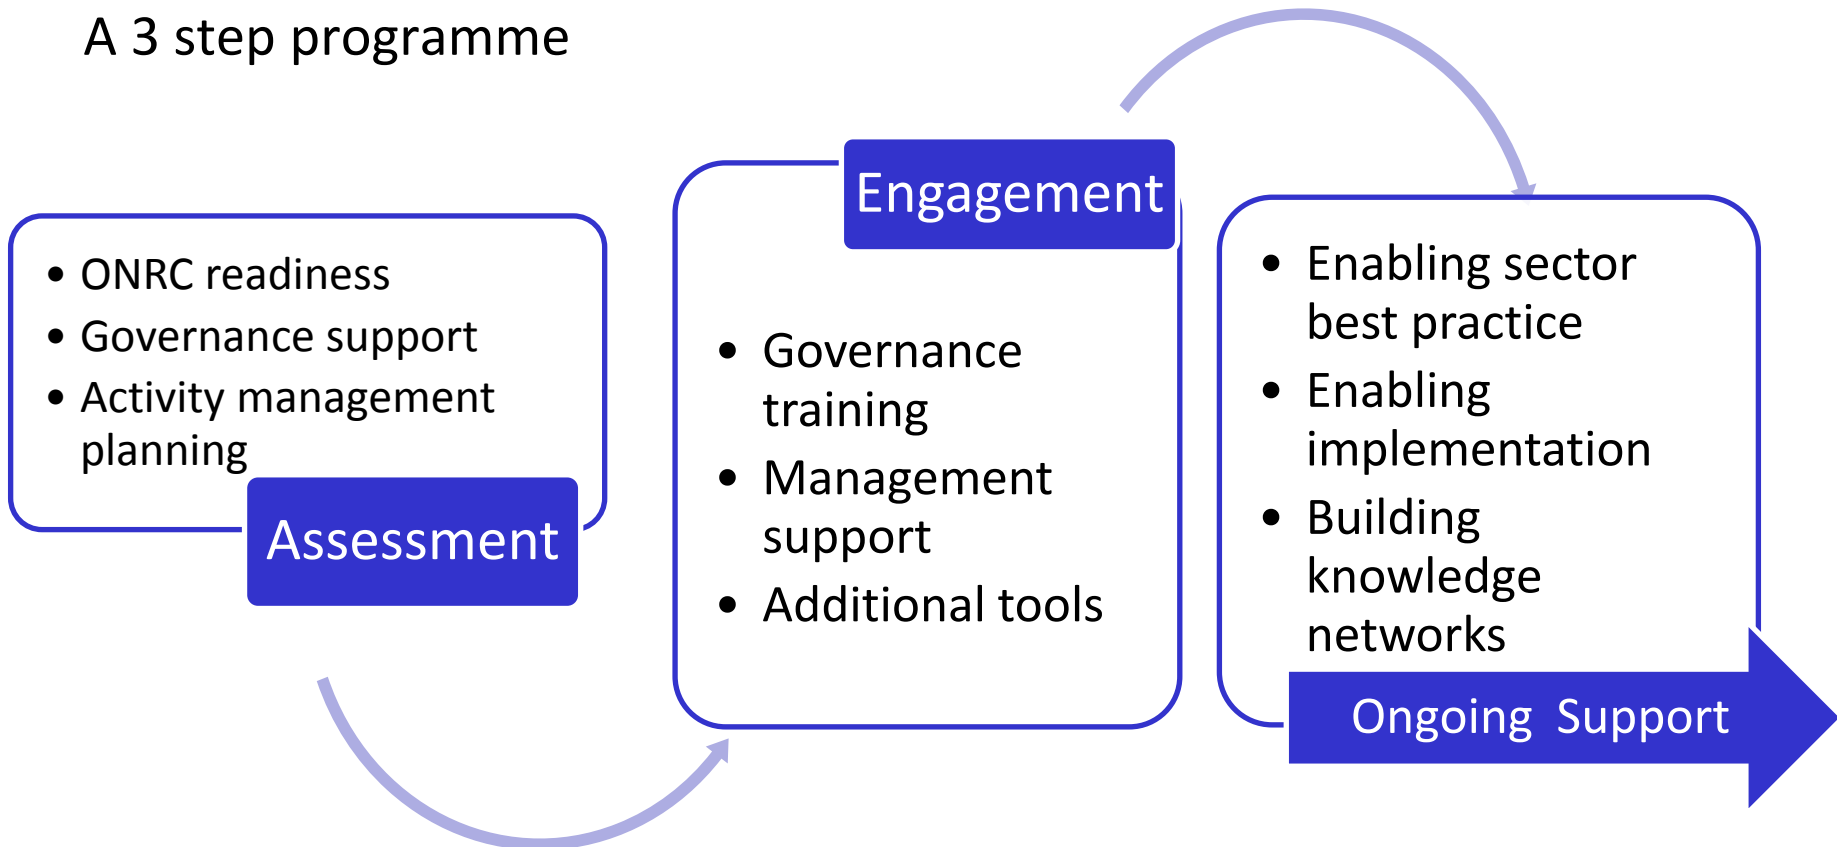 A 3 step programme
• ONRC readiness
• Governance support
• Activity management
planning
Assessment
Engagement
• Governance
training
• Management
support
• Additional tools
• Enabling sector
best practice
• Enabling
implementation
• Building
knowledge
networks
Ongoing Support